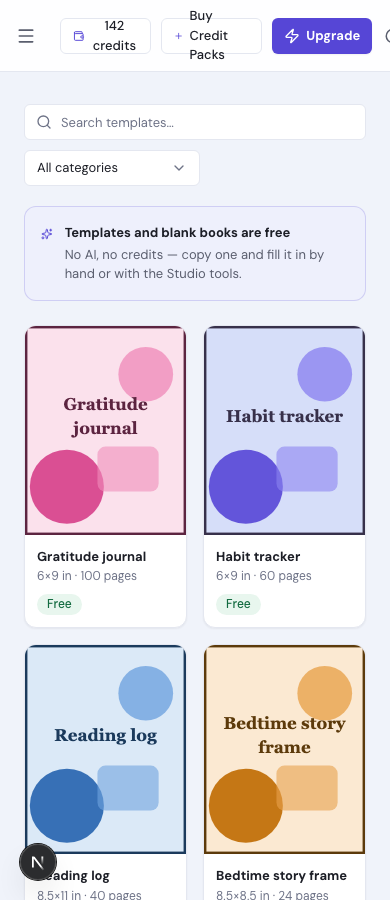 142
credits
Buy
Credit
Packs
Upgrade
Search templates…
All categories
Templates and blank books are free
No AI, no credits — copy one and fill it in by
hand or with the Studio tools.
Gratitude
journal
Habit tracker
Gratitude journal
6×9 in · 100 pages
Free
Habit tracker
6×9 in · 60 pages
Free
Reading log
Bedtime story
frame
N
eading log
8.5×11 in · 40 pages
Bedtime story frame
8.5×8.5 in · 24 pages